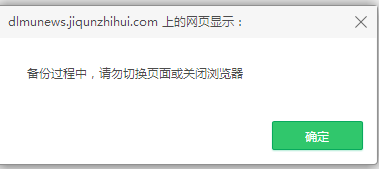 dlmunews.jiqunzhihui.com 上的网页显示：
备份过程中，请勿切换页面或关闭浏览器
确定